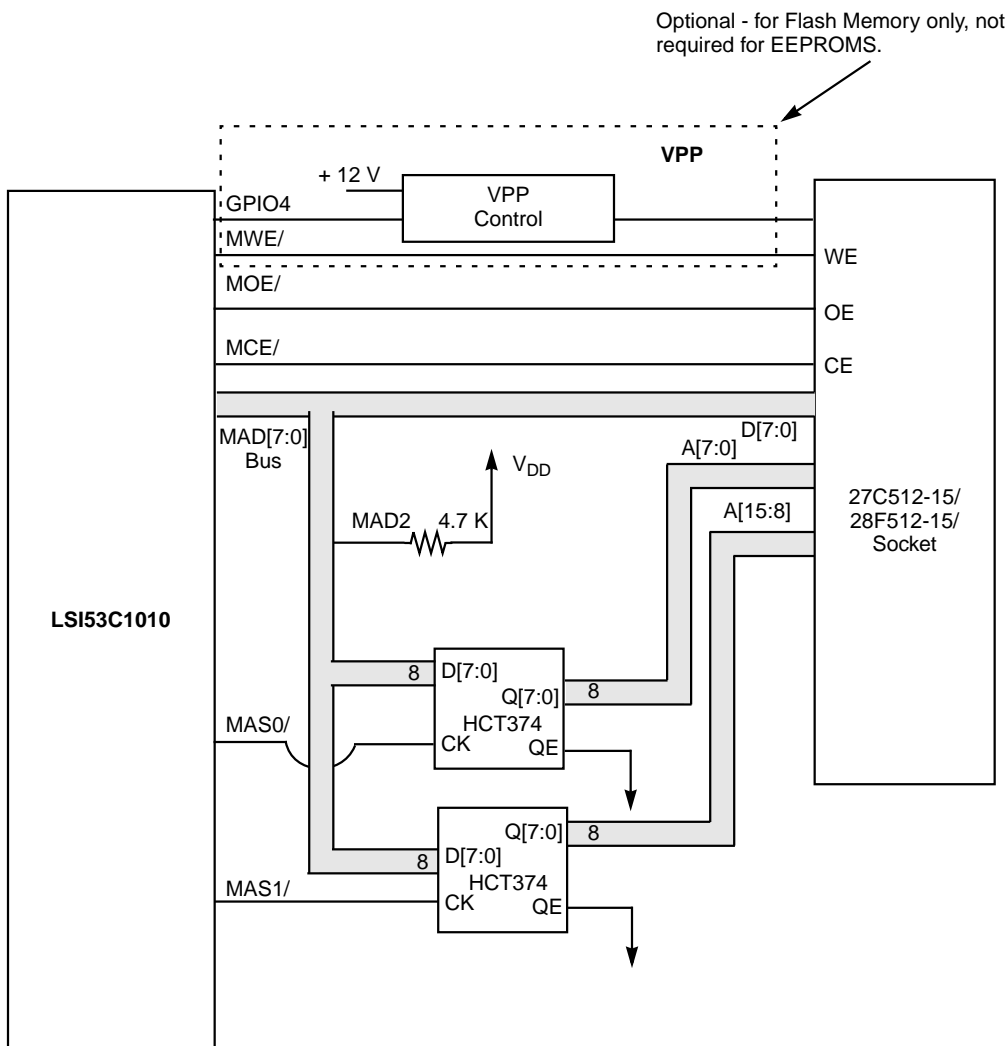 Optional - for Flash Memory only, not
required for EEPROMS.
VPP
+ 12 V
VPP
Control
GPIO4
MWE/
WE
MOE/
OE
MCE/
CE
MAD[7:0]
Bus
D[7:0]
A[7:0]
VDD
A[15:8]
27C512-15/
28F512-15/
Socket
MAD2 4.7 K
LSI53C1010
8 D[7:0]
Q[7:0] 8
HCT374
MAS0/
CK QE
Q[7:0] 8
8 D[7:0]
HCT374
MAS1/
CK QE